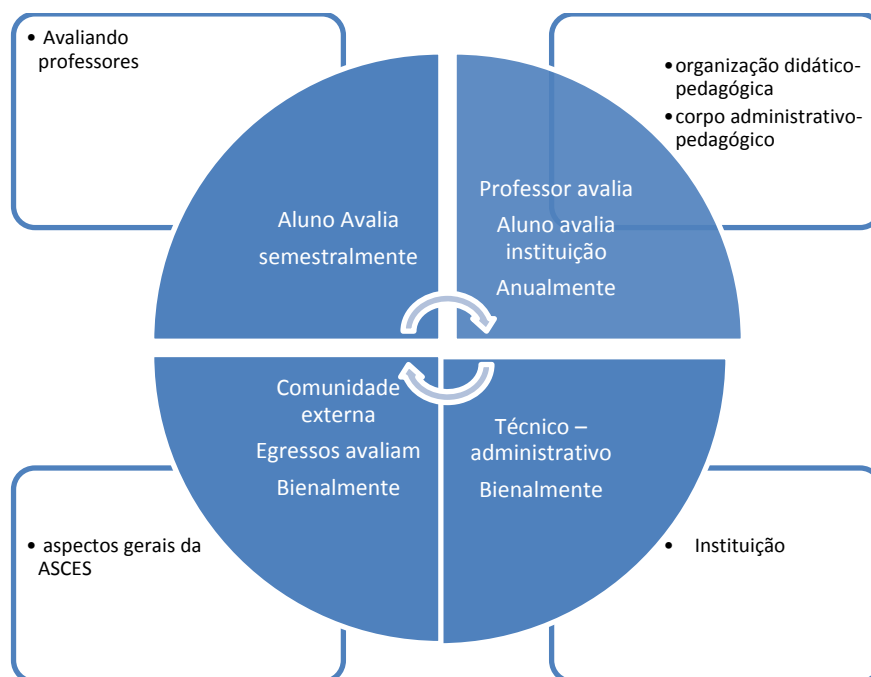 • Avaliando
professores
•organização didático-
pedagógica
•corpo administrativo-
pedagógico
Aluno Avalia
semestralmente
Professor avalia
Aluno avalia
instituição
Anualmente
Comunidade
externa
Egressos avaliam
Bienalmente
Técnico –
administrativo
Bienalmente
• aspectos gerais da
ASCES
• Instituição